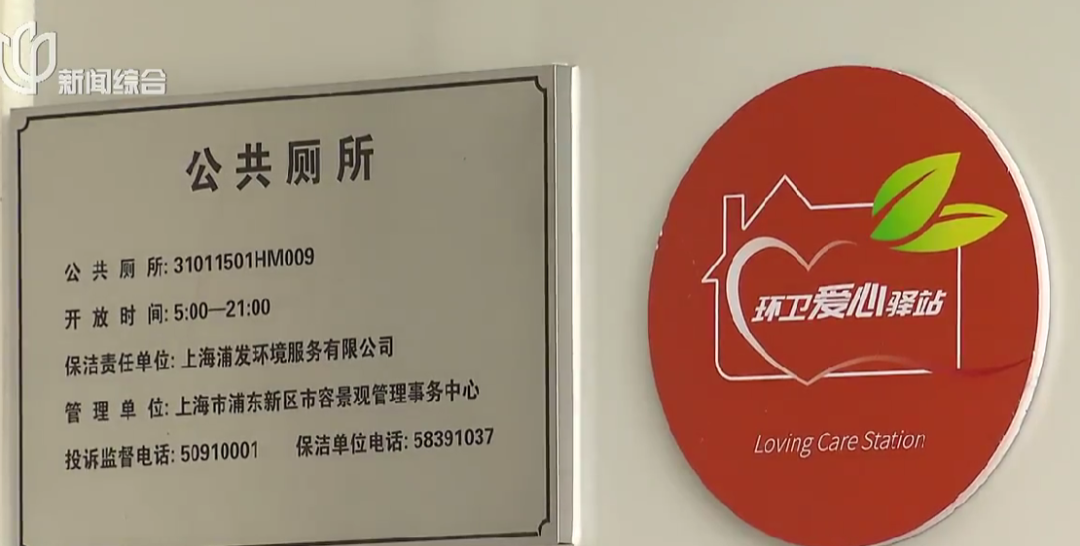 新闻综合
公共厕所
公共厕所: 31011501HM009
开放时间: 5:00—21:00
保洁责任单位: 上海浦发环境服务有限公司
管理单位: 上海市浦东新区市容景观管理事务中心
投诉监督电话: 50910001 保洁单位电话: 58391037
环卫爱心驿站
Loving Care Station